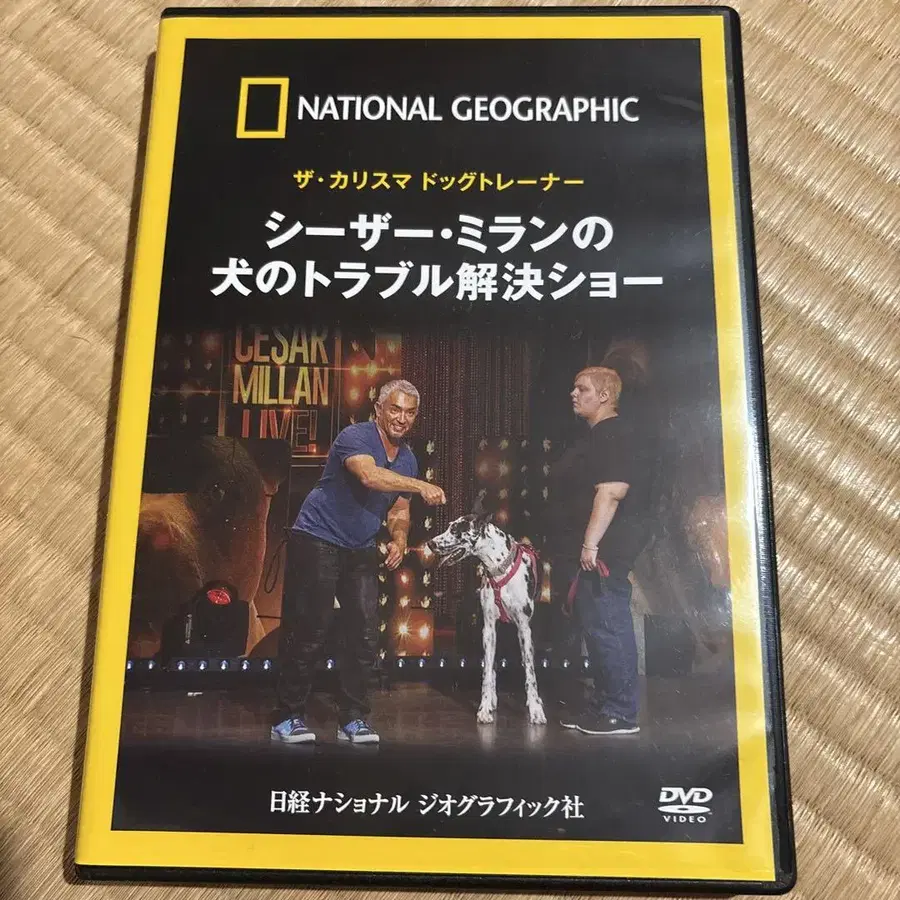 NATIONAL GEOGRAPHIC
ザ・カリスマ ドッグトレーナー
シーザー・ミランの
犬のトラブル解決ショー
CESAR
MILLAN
LIVE!
日経ナショナル ジオグラフィック社
DVD
VIDEO